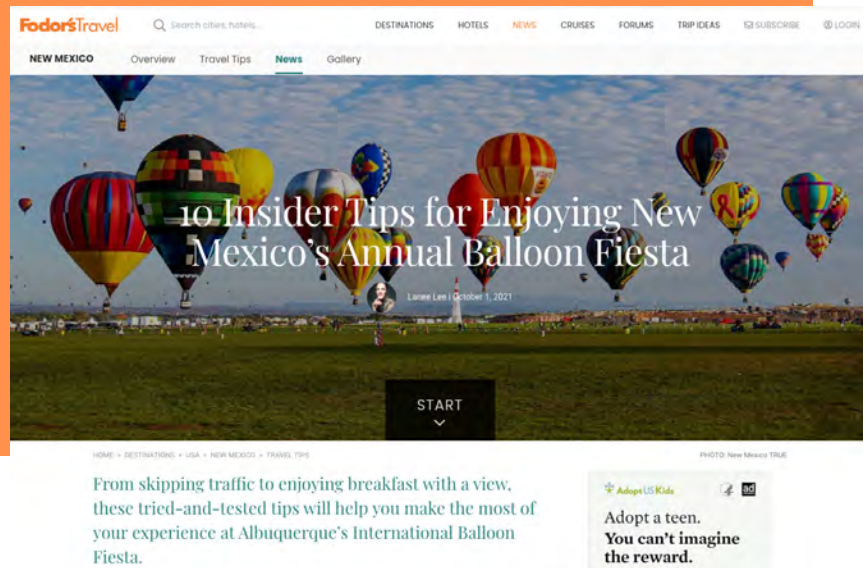 Fodor'sTravel
Search cities, hotels...
DESTINATIONS HOTELS NEWS CRUISES FORUMS TRIP IDEAS SUBSCRIBE LOGIN
NEW MEXICO Overview Travel Tips News Gallery
10 Insider Tips for Enjoying New
Mexico's Annual Balloon Fiesta
Lanee Lee | October 1, 2021
START
HOME > DESTINATIONS > USA > NEW MEXICO > TRAVEL TIPS
PHOTO: New Mexico TRUE
From skipping traffic to enjoying breakfast with a view,
these tried-and-tested tips will help you make the most of
your experience at Albuquerque's International Balloon
Fiesta.
AdoptUSKids
ad
Adopt a teen.
You can't imagine
the reward.